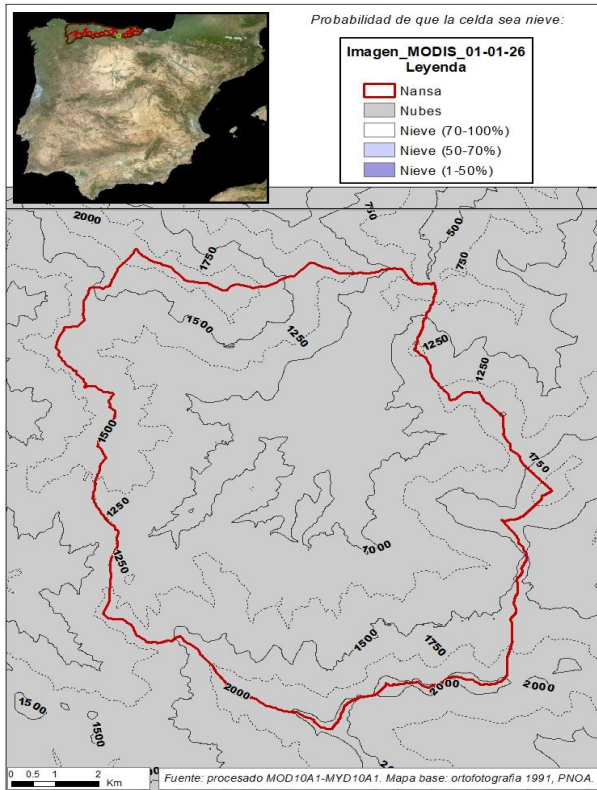 Probabilidad de que la celda sea nieve:
Imagen_MODIS_01-01-26
Leyenda
Nansa
Nubes
Nieve (70-100%)
Nieve (50-70%)
Nieve (1-50%)
2000
1750
750
500
750
1500
1250
1250
1250
1500
1750
1250
1000
1250
1500
1750
2000
2000
2000
1500
1500
0 0.5 1 2
Km
Fuente: procesado MOD10A1-MYD10A1. Mapa base: ortofotografia 1991, PNOA.